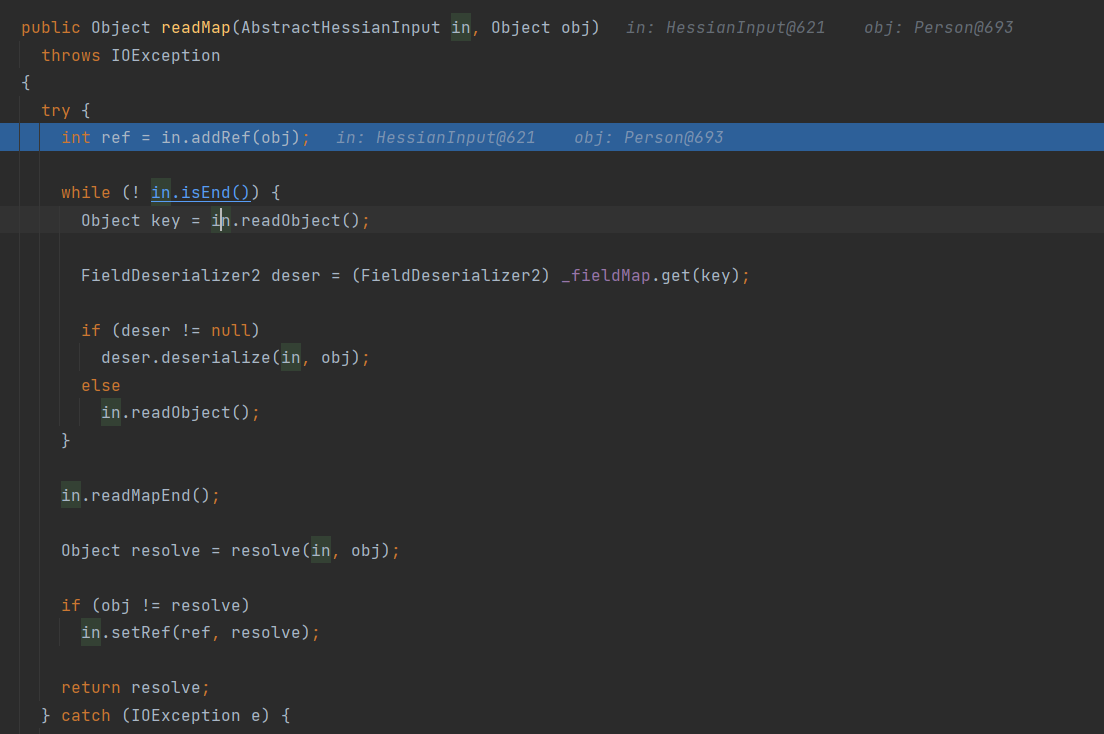 public Object readMap(AbstractHessianInput in, Object obj)   in: HessianInput@621    obj: Person@693
  throws IOException
{
  try {
    int ref = in.addRef(obj);   in: HessianInput@621    obj: Person@693
    while (! in.isEnd()) {
      Object key = in.readObject();
      FieldDeserializer2 deser = (FieldDeserializer2) _fieldMap.get(key);
      if (deser != null)
        deser.deserialize(in, obj);
      else
        in.readObject();
    }
    in.readMapEnd();
    Object resolve = resolve(in, obj);
    if (obj != resolve)
      in.setRef(ref, resolve);
    return resolve;
  } catch (IOException e) {